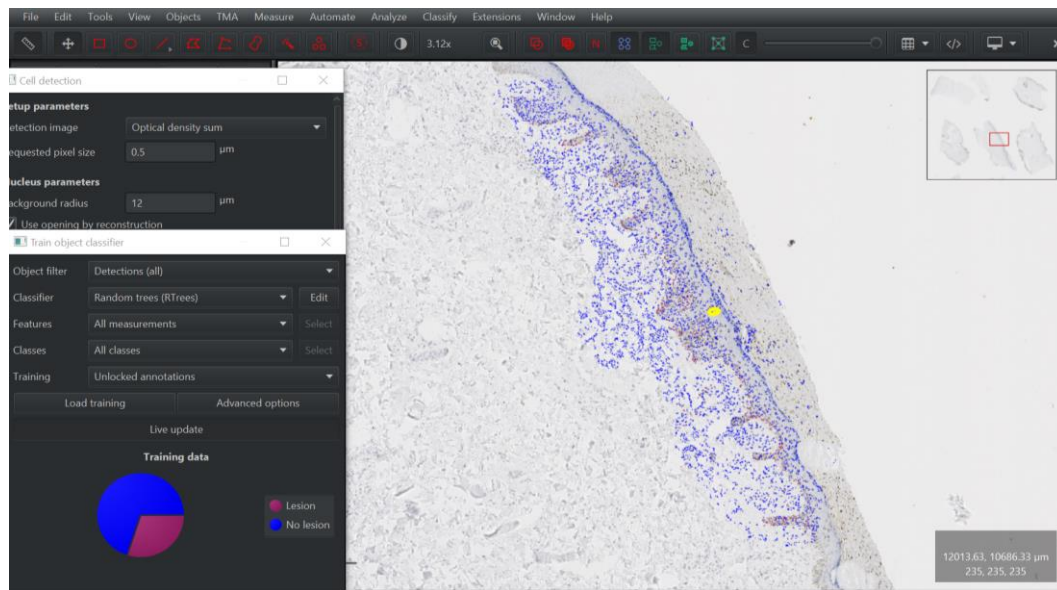 File Edit Tools View Objects TMA Measure Automate Analyze Classify Extensions Window Help
3.12x N C
Cell detection
etup parameters
etection image Optical density sum
equested pixel size 0.5 µm
ucleus parameters
ackground radius 12 µm
Use opening by reconstruction
Train object classifier
Object filter Detections (all)
Classifier Random trees (RTrees) Edit
Features All measurements Select
Classes All classes Select
Training Unlocked annotations
Load training Advanced options
Live update
Training data
Lesion
No lesion
12013.63, 10686.33 µm
235, 235, 235